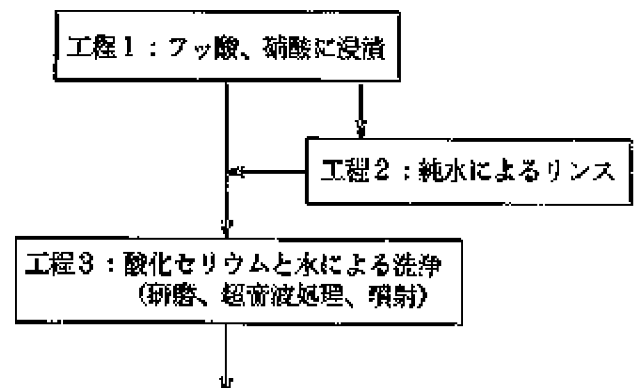 工程1：フッ酸、硝酸に浸漬
工程2：純水によるリンス
工程3：酸化セリウムと水による洗浄
（研磨、超音波処理、噴射）